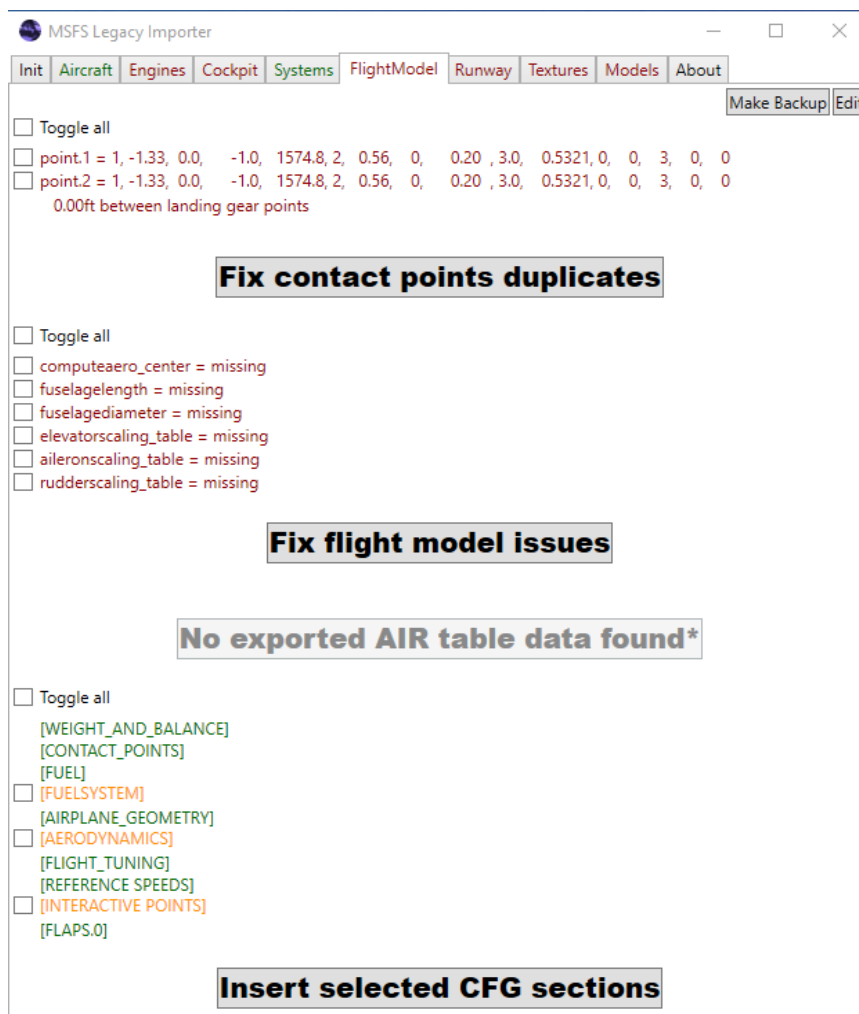 MSFS Legacy Importer
Init Aircraft Engines Cockpit Systems FlightModel Runway Textures Models About
Make Backup Edit
Toggle all
point.1 = 1, -1.33, 0.0, -1.0, 1574.8, 2, 0.56, 0, 0.20 , 3.0, 0.5321, 0, 0, 3, 0, 0
point.2 = 1, -1.33, 0.0, -1.0, 1574.8, 2, 0.56, 0, 0.20 , 3.0, 0.5321, 0, 0, 3, 0, 0
0.00ft between landing gear points
Fix contact points duplicates
Toggle all
computeaero_center = missing
fuselagelength = missing
fuselagediameter = missing
elevatorscaling_table = missing
aileronscaling_table = missing
rudderscaling_table = missing
Fix flight model issues
No exported AIR table data found*
Toggle all
[WEIGHT_AND_BALANCE]
[CONTACT_POINTS]
[FUEL]
[FUELSYSTEM]
[AIRPLANE_GEOMETRY]
[AERODYNAMICS]
[FLIGHT_TUNING]
[REFERENCE SPEEDS]
[INTERACTIVE POINTS]
[FLAPS.0]
Insert selected CFG sections